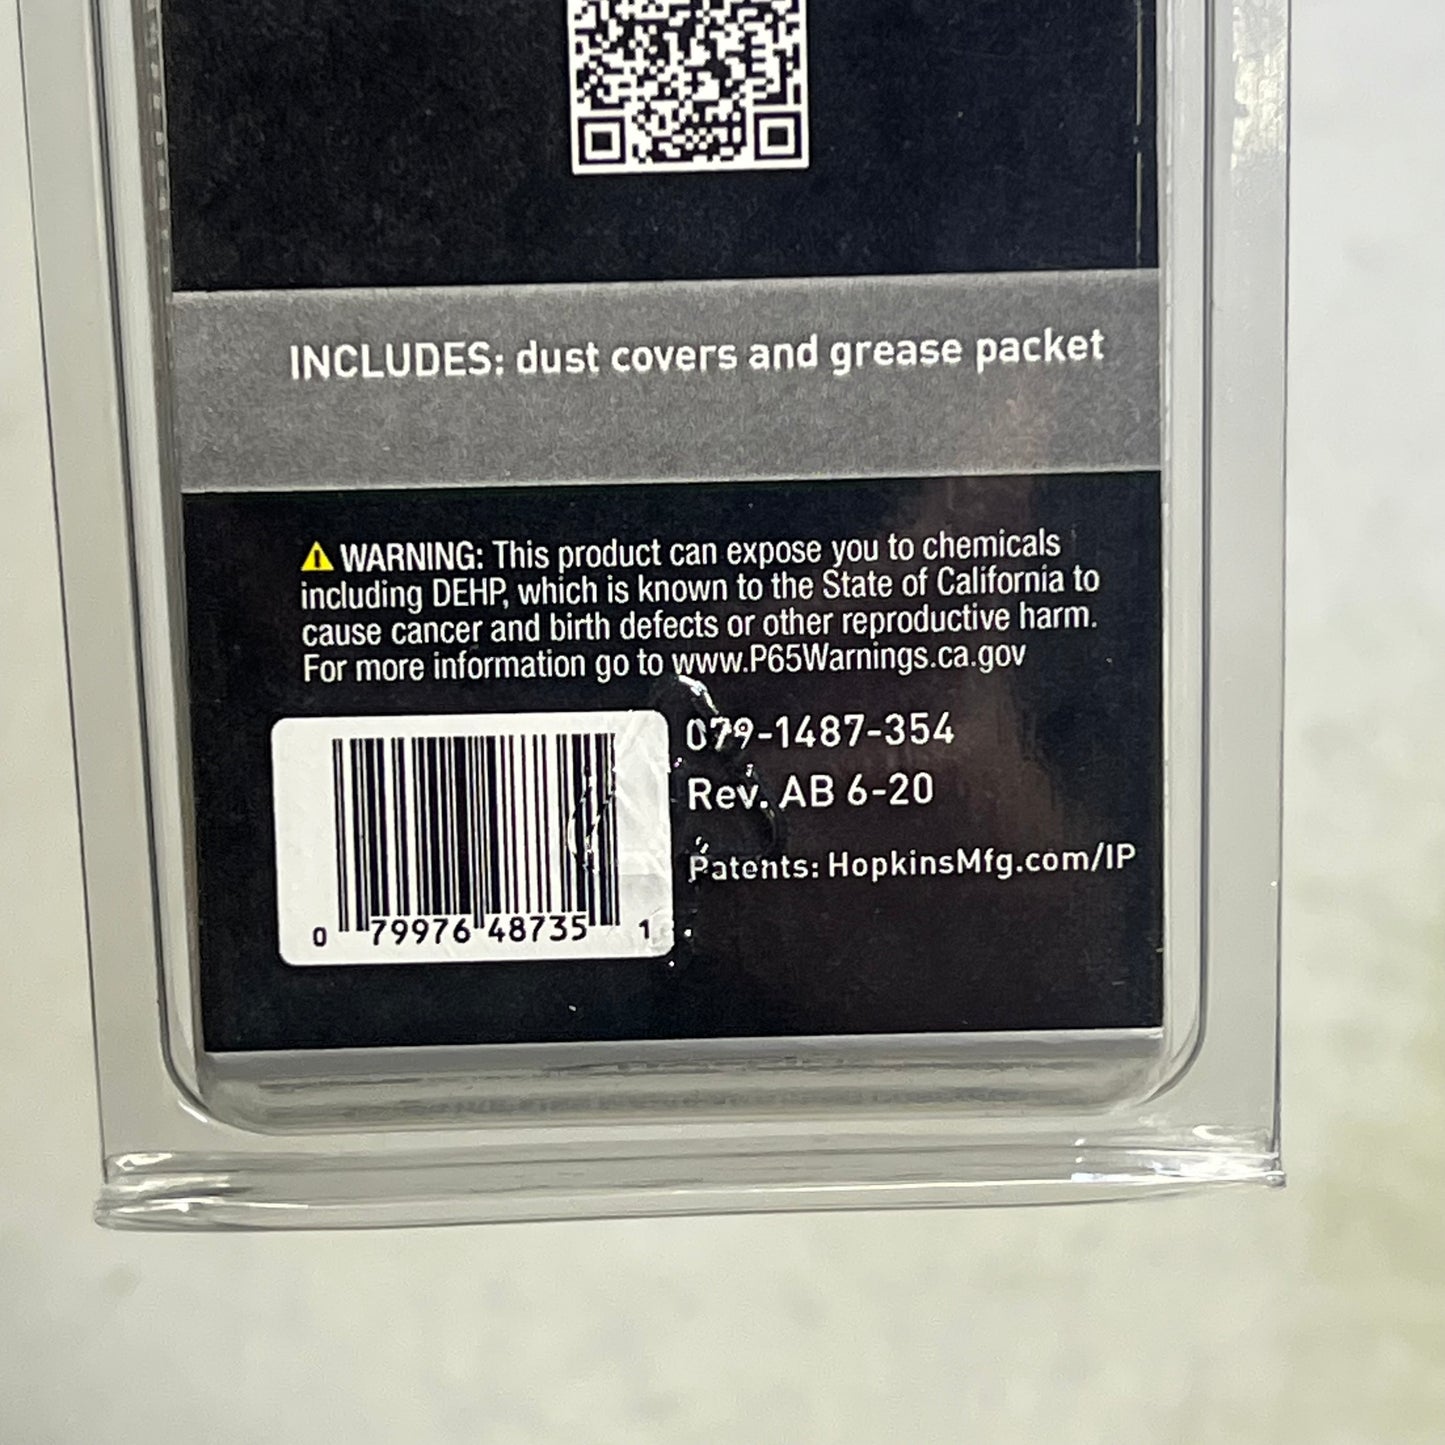 INCLUDES: dust covers and grease packet
WARNING: This product can expose you to chemicals
including DEHP, which is known to the State of California to
cause cancer and birth defects or other reproductive harm.
For more information go to www.P65Warnings.ca.gov
079-1487-354
Rev. AB 6-20
Patents: HopkinsMfg.com/IP
0 79976 48735 1